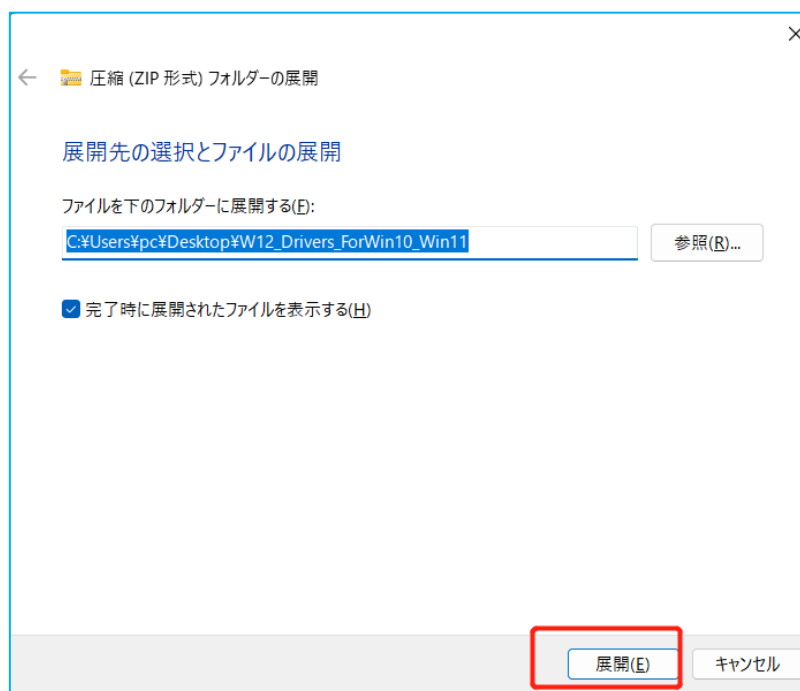 圧縮 (ZIP 形式) フォルダーの展開
展開先の選択とファイルの展開
ファイルを下のフォルダーに展開する(F):
C:¥Users¥pc¥Desktop¥W12_Drivers_ForWin10_Win11
参照(R)...
完了時に展開されたファイルを表示する(H)
展開(E)
キャンセル